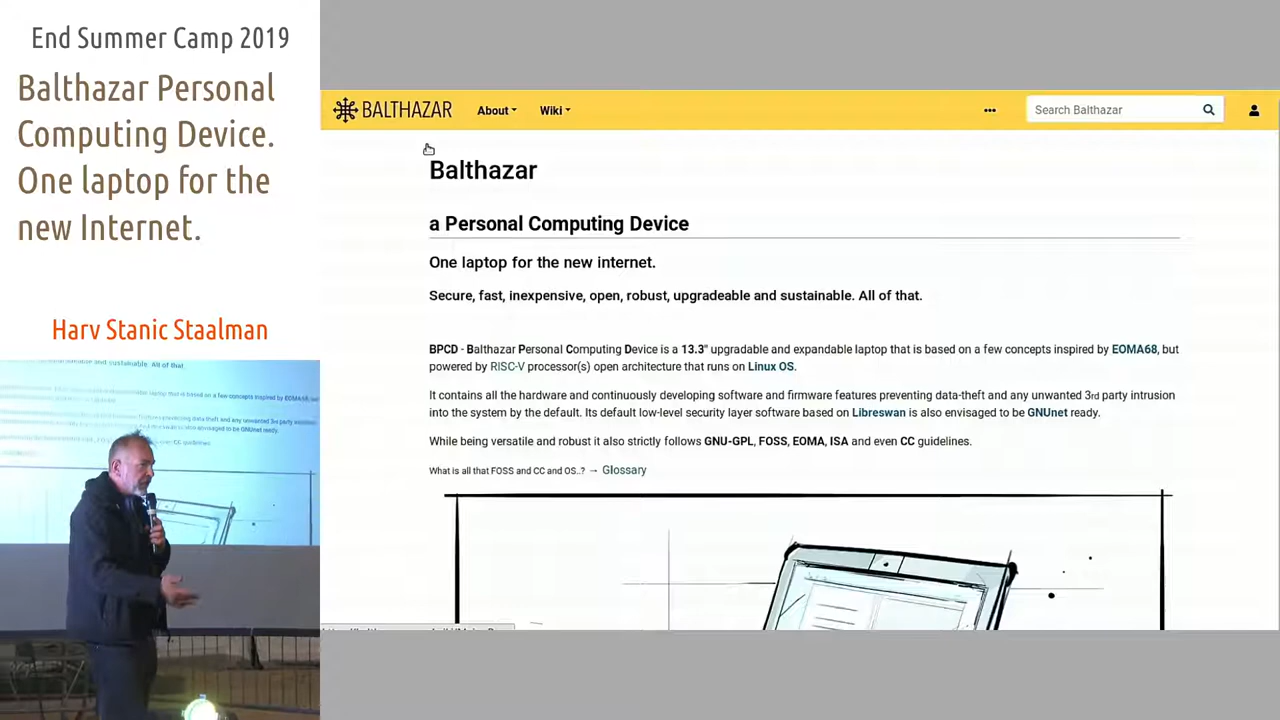 End Summer Camp 2019
Balthazar Personal
Computing Device.
One laptop for the
new Internet.
Harv Stanic Staalman
BALTHAZAR
About
Wiki
Search Balthazar
Balthazar
a Personal Computing Device
One laptop for the new internet.
Secure, fast, inexpensive, open, robust, upgradeable and sustainable. All of that.
BPCD - Balthazar Personal Computing Device is a 13.3" upgradable and expandable laptop that is based on a few concepts inspired by EOMA68, but
powered by RISC-V processor(s) open architecture that runs on Linux OS.
It contains all the hardware and continuously developing software and firmware features preventing data-theft and any unwanted 3rd party intrusion
into the system by the default. Its default low-level security layer software based on Libreswan is also envisaged to be GNUnet ready.
While being versatile and robust it also strictly follows GNU-GPL, FOSS, EOMA, ISA and even CC guidelines.
What is all that FOSS and CC and OS..? → Glossary